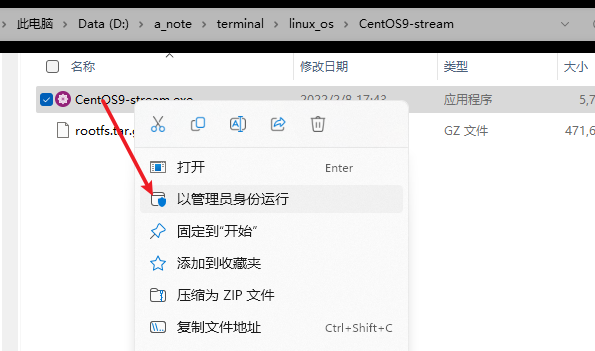 此电脑 > Data (D:) > a_note > terminal > linux_os > CentOS9-stream
名称 修改日期 类型 大小
CentOS9-stream.exe 2022/2/8 17:43 应用程序 5,7
rootfs.tar.g GZ 文件 471,6
打开 Enter
以管理员身份运行
固定到“开始”
添加到收藏夹
压缩为 ZIP 文件
复制文件地址 Ctrl+Shift+C